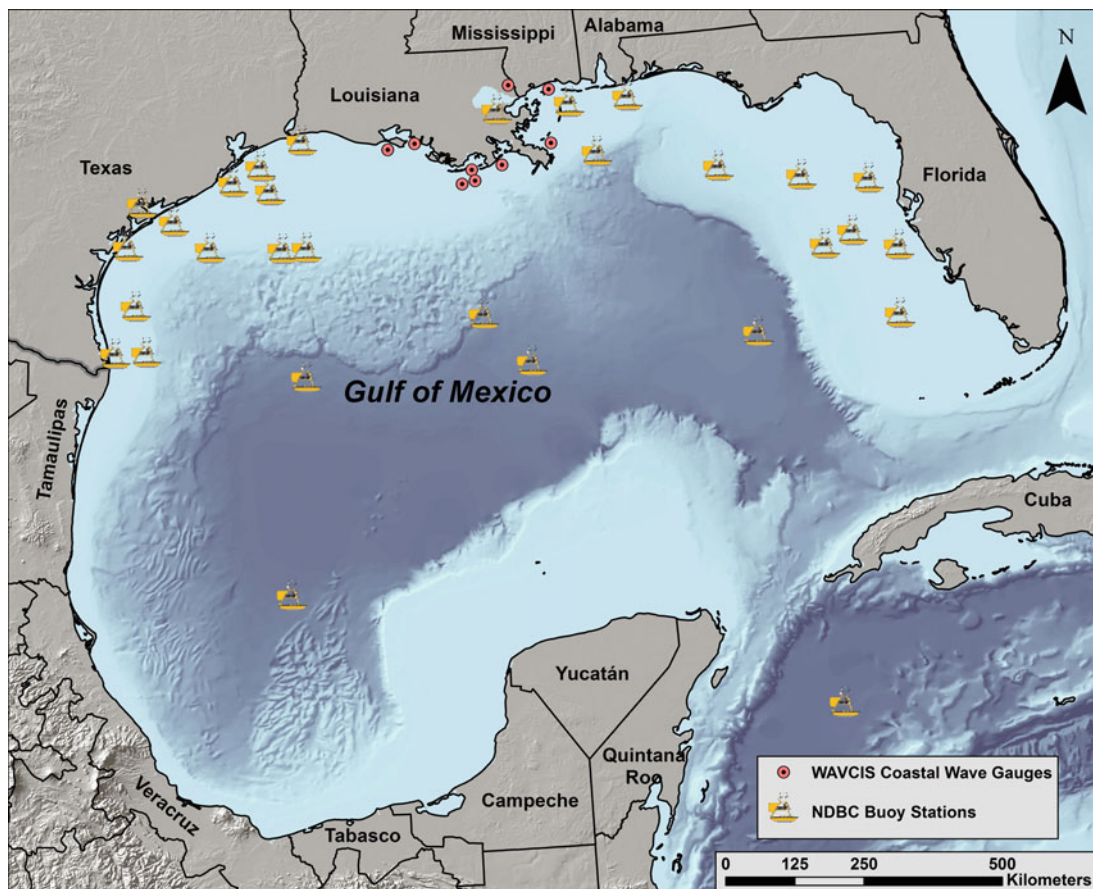 Mississippi
Alabama
N
Louisiana
Texas
Florida
Gulf of Mexico
Tamaulipas
Cuba
Yucatán
Quintana
Roo
Campeche
Veracruz
Tabasco
WAVCIS Coastal Wave Gauges
NDBC Buoy Stations
0 125 250 500
Kilometers